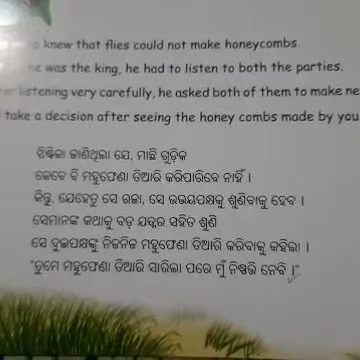 knew that flies could not make honeycombs.
he was the king, he had to listen to both the parties.
listening very carefully, he asked both of them to make ne
take a decision after seeing the honey combs made by you
ଝିଣ୍ଟିକା ଜାଣିଥିଲା ଯେ, ମାଛି ଗୁଡ଼ିକ
କେବେ ବି ମହୁଫେଣା ତିଆରି କରିପାରିବେ ନାହିଁ ।
କିନ୍ତୁ, ଯେହେତୁ ସେ ରାଜା, ସେ ଉଭୟପକ୍ଷକୁ ଶୁଣିବାକୁ ହେବ ।
ସେମାନଙ୍କ କଥାକୁ ବଡ଼ ଯତ୍ନର ସହିତ ଶୁଣି
ସେ ଦୁଇପକ୍ଷଙ୍କୁ ନିଜନିଜ ମହୁଫେଣା ତିଆରି କରିବାକୁ କହିଲା ।
"ତୁମେ ମହୁଫେଣା ତିଆରି ସାରିଲା ପରେ ମୁଁ ନିଷ୍ପତ୍ତି ନେବି ।"